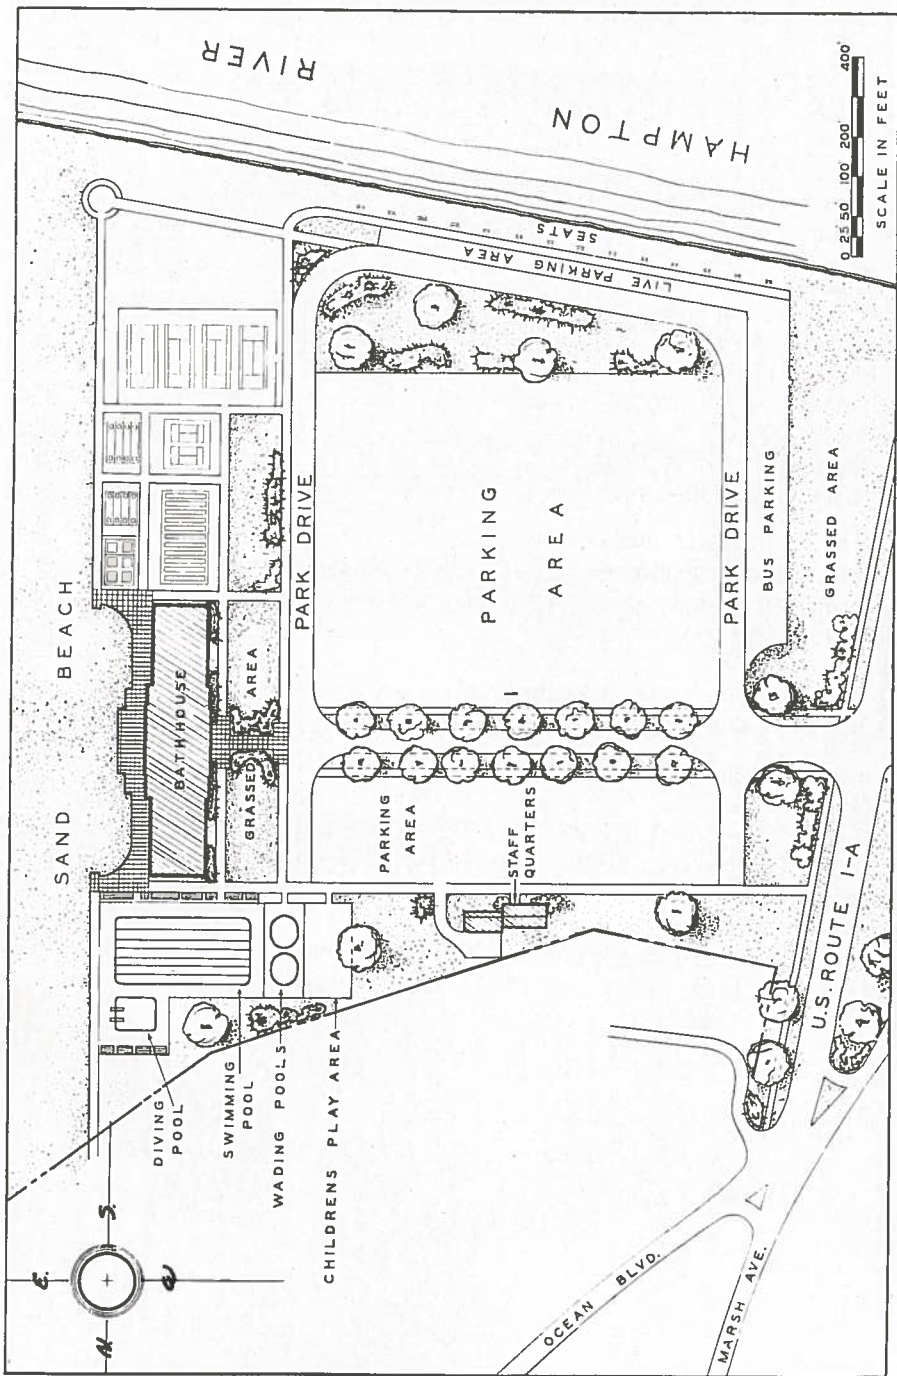 RIVER
HAMPTON
0 25 50 100' 200' 400'
SCALE IN FEET
SEATS
LIVE PARKING AREA
PARK DRIVE
PARKING
AREA
PARK DRIVE
BUS PARKING
GRASSED AREA
SAND BEACH
BATH HOUSE
GRASSED AREA
PARKING
AREA
STAFF
QUARTERS
U.S. ROUTE 1-A
DIVING
POOL
SWIMMING
POOL
WADING POOLS
CHILDRENS PLAY AREA
E.
S.
N.
OCEAN BLVD.
MARSH AVE.